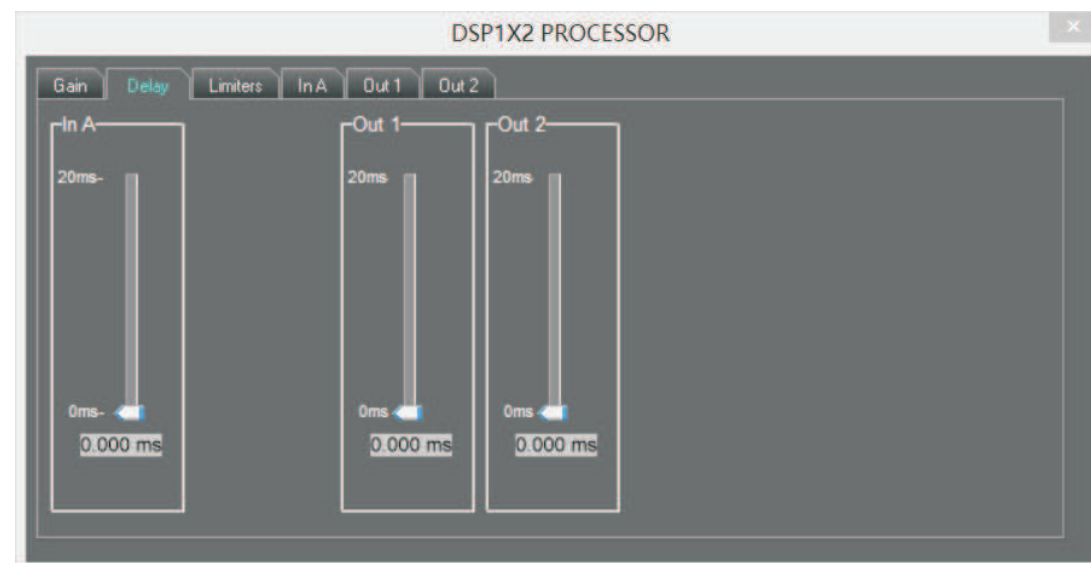 DSP1X2 PROCESSOR
×
Gain Delay Limiters In A Out 1 Out 2
In A Out 1 Out 2
20ms- 20ms- 20ms-
0ms- 0ms- 0ms-
0.000 ms 0.000 ms 0.000 ms